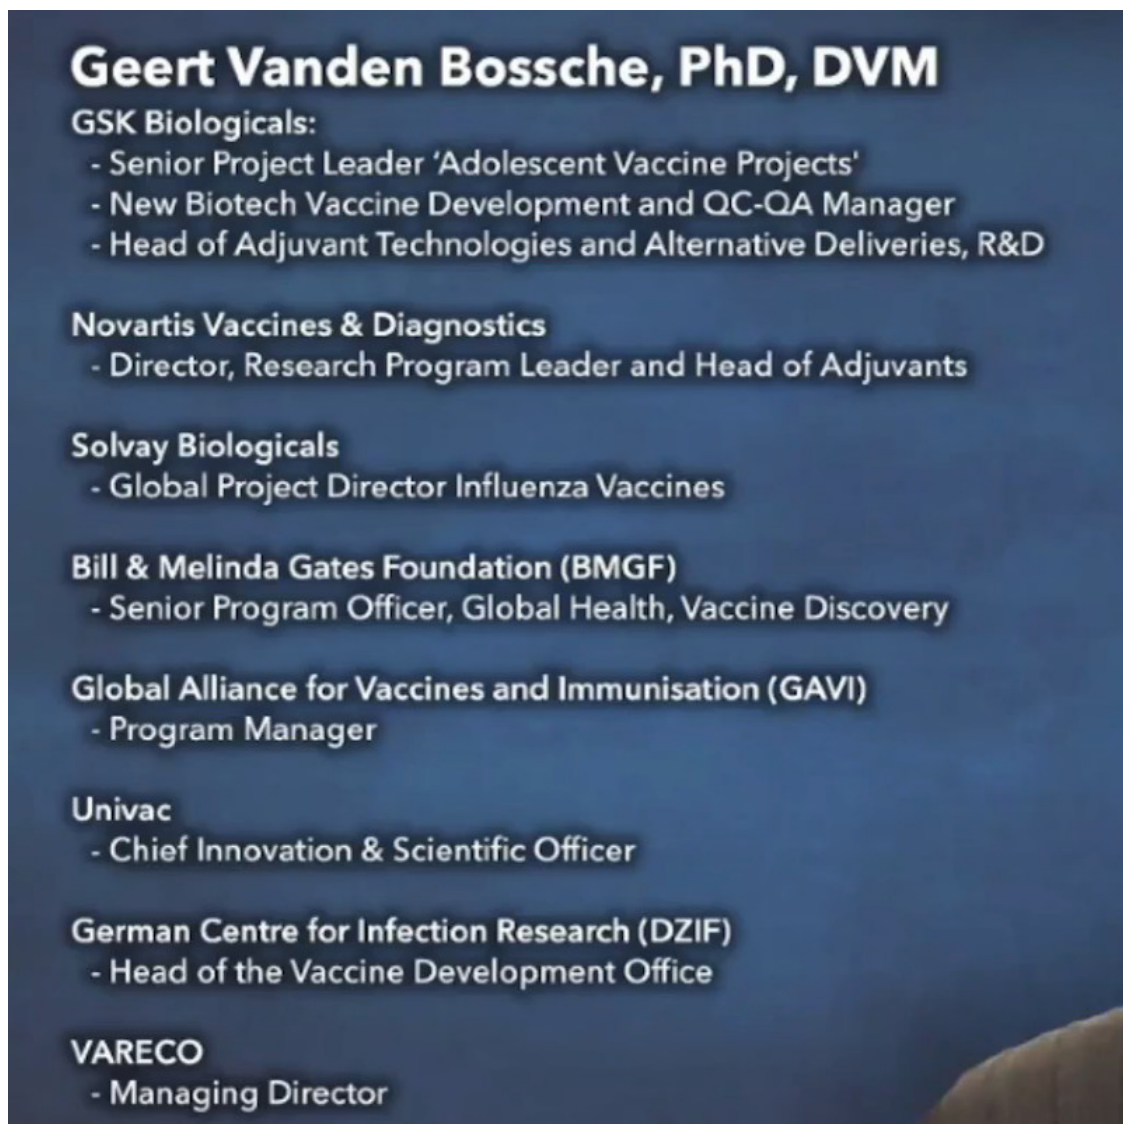 Geert Vanden Bossche, PhD, DVM
GSK Biologicals:
- Senior Project Leader ‘Adolescent Vaccine Projects'
- New Biotech Vaccine Development and QC-QA Manager
- Head of Adjuvant Technologies and Alternative Deliveries, R&D
Novartis Vaccines & Diagnostics
- Director, Research Program Leader and Head of Adjuvants
Solvay Biologicals
- Global Project Director Influenza Vaccines
Bill & Melinda Gates Foundation (BMGF)
- Senior Program Officer, Global Health, Vaccine Discovery
Global Alliance for Vaccines and Immunisation (GAVI)
- Program Manager
Univac
- Chief Innovation & Scientific Officer
German Centre for Infection Research (DZIF)
- Head of the Vaccine Development Office
VARECO
- Managing Director